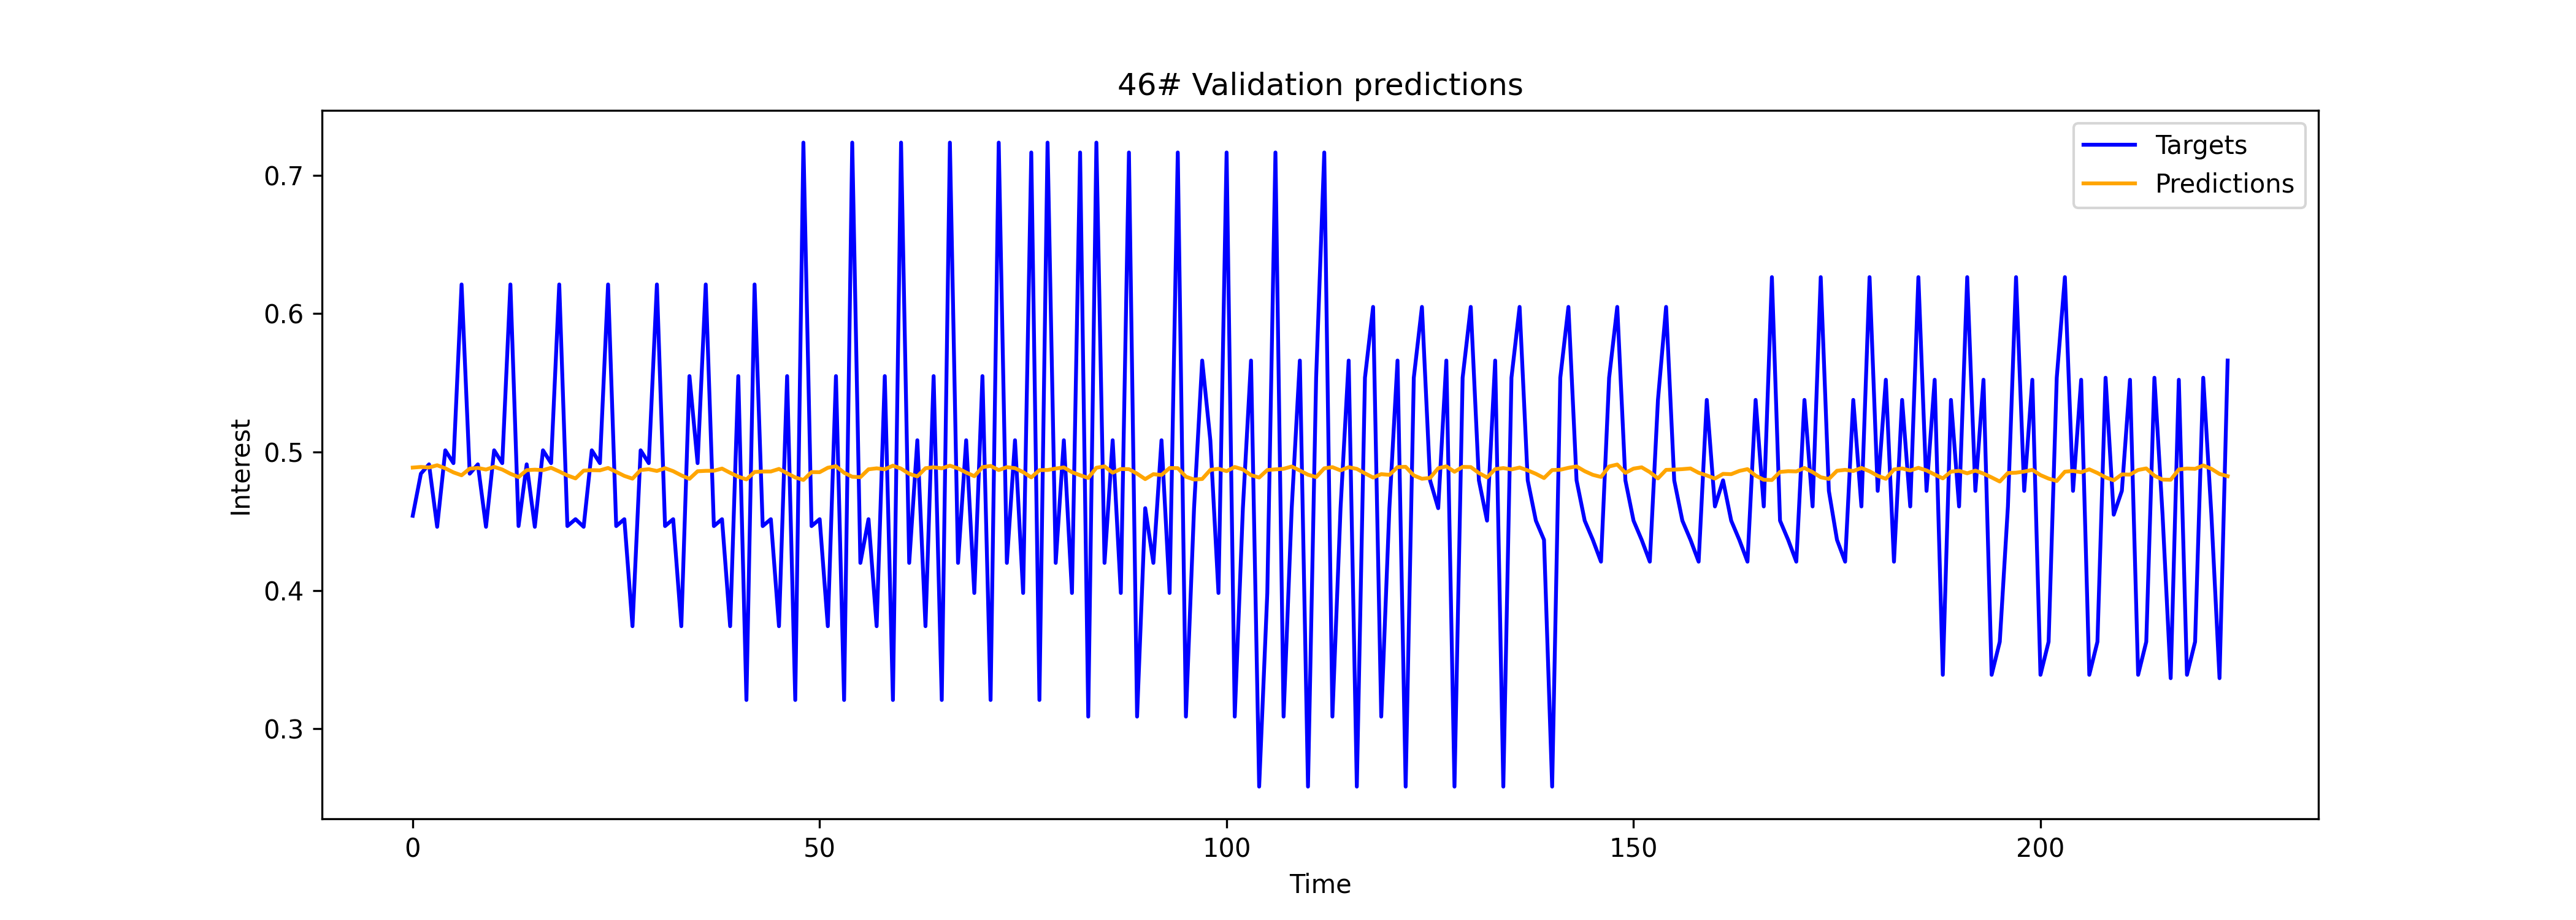 46# Validation predictions
Targets
Predictions
0.7
0.6
0.5
0.4
0.3
Interest
0 50 100 150 200
Time